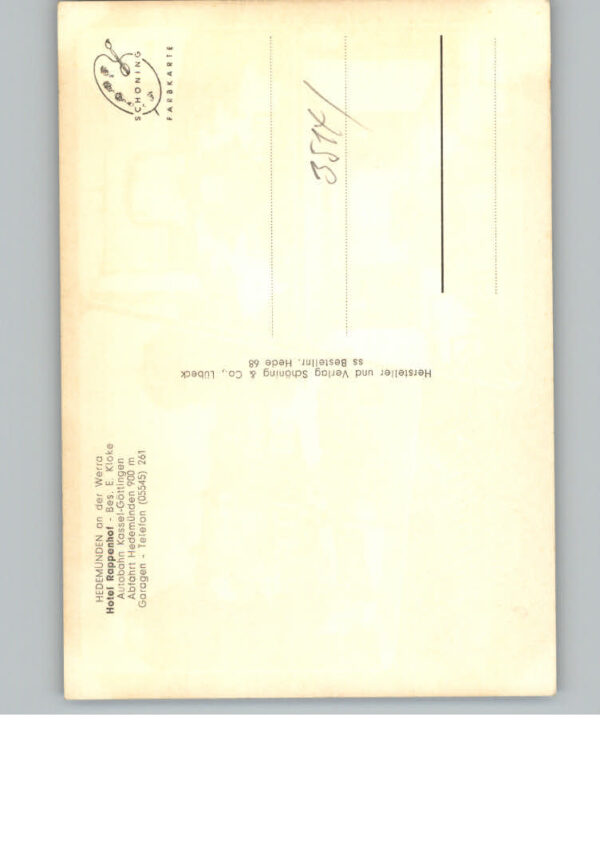 HEDEMÜNDEN an der Werra
Hotel Rappenhof - Bes. E. Kloke
Autobahn Kassel-Göttingen
Abfahrt Hedemünden 900 m
Garagen - Telefon (05545) 261
Hersteller und Verlag Schöning & Co., Lübeck
ss Bestellnr. Hede 68
SCHÖNING
FARBKARTE
3514/